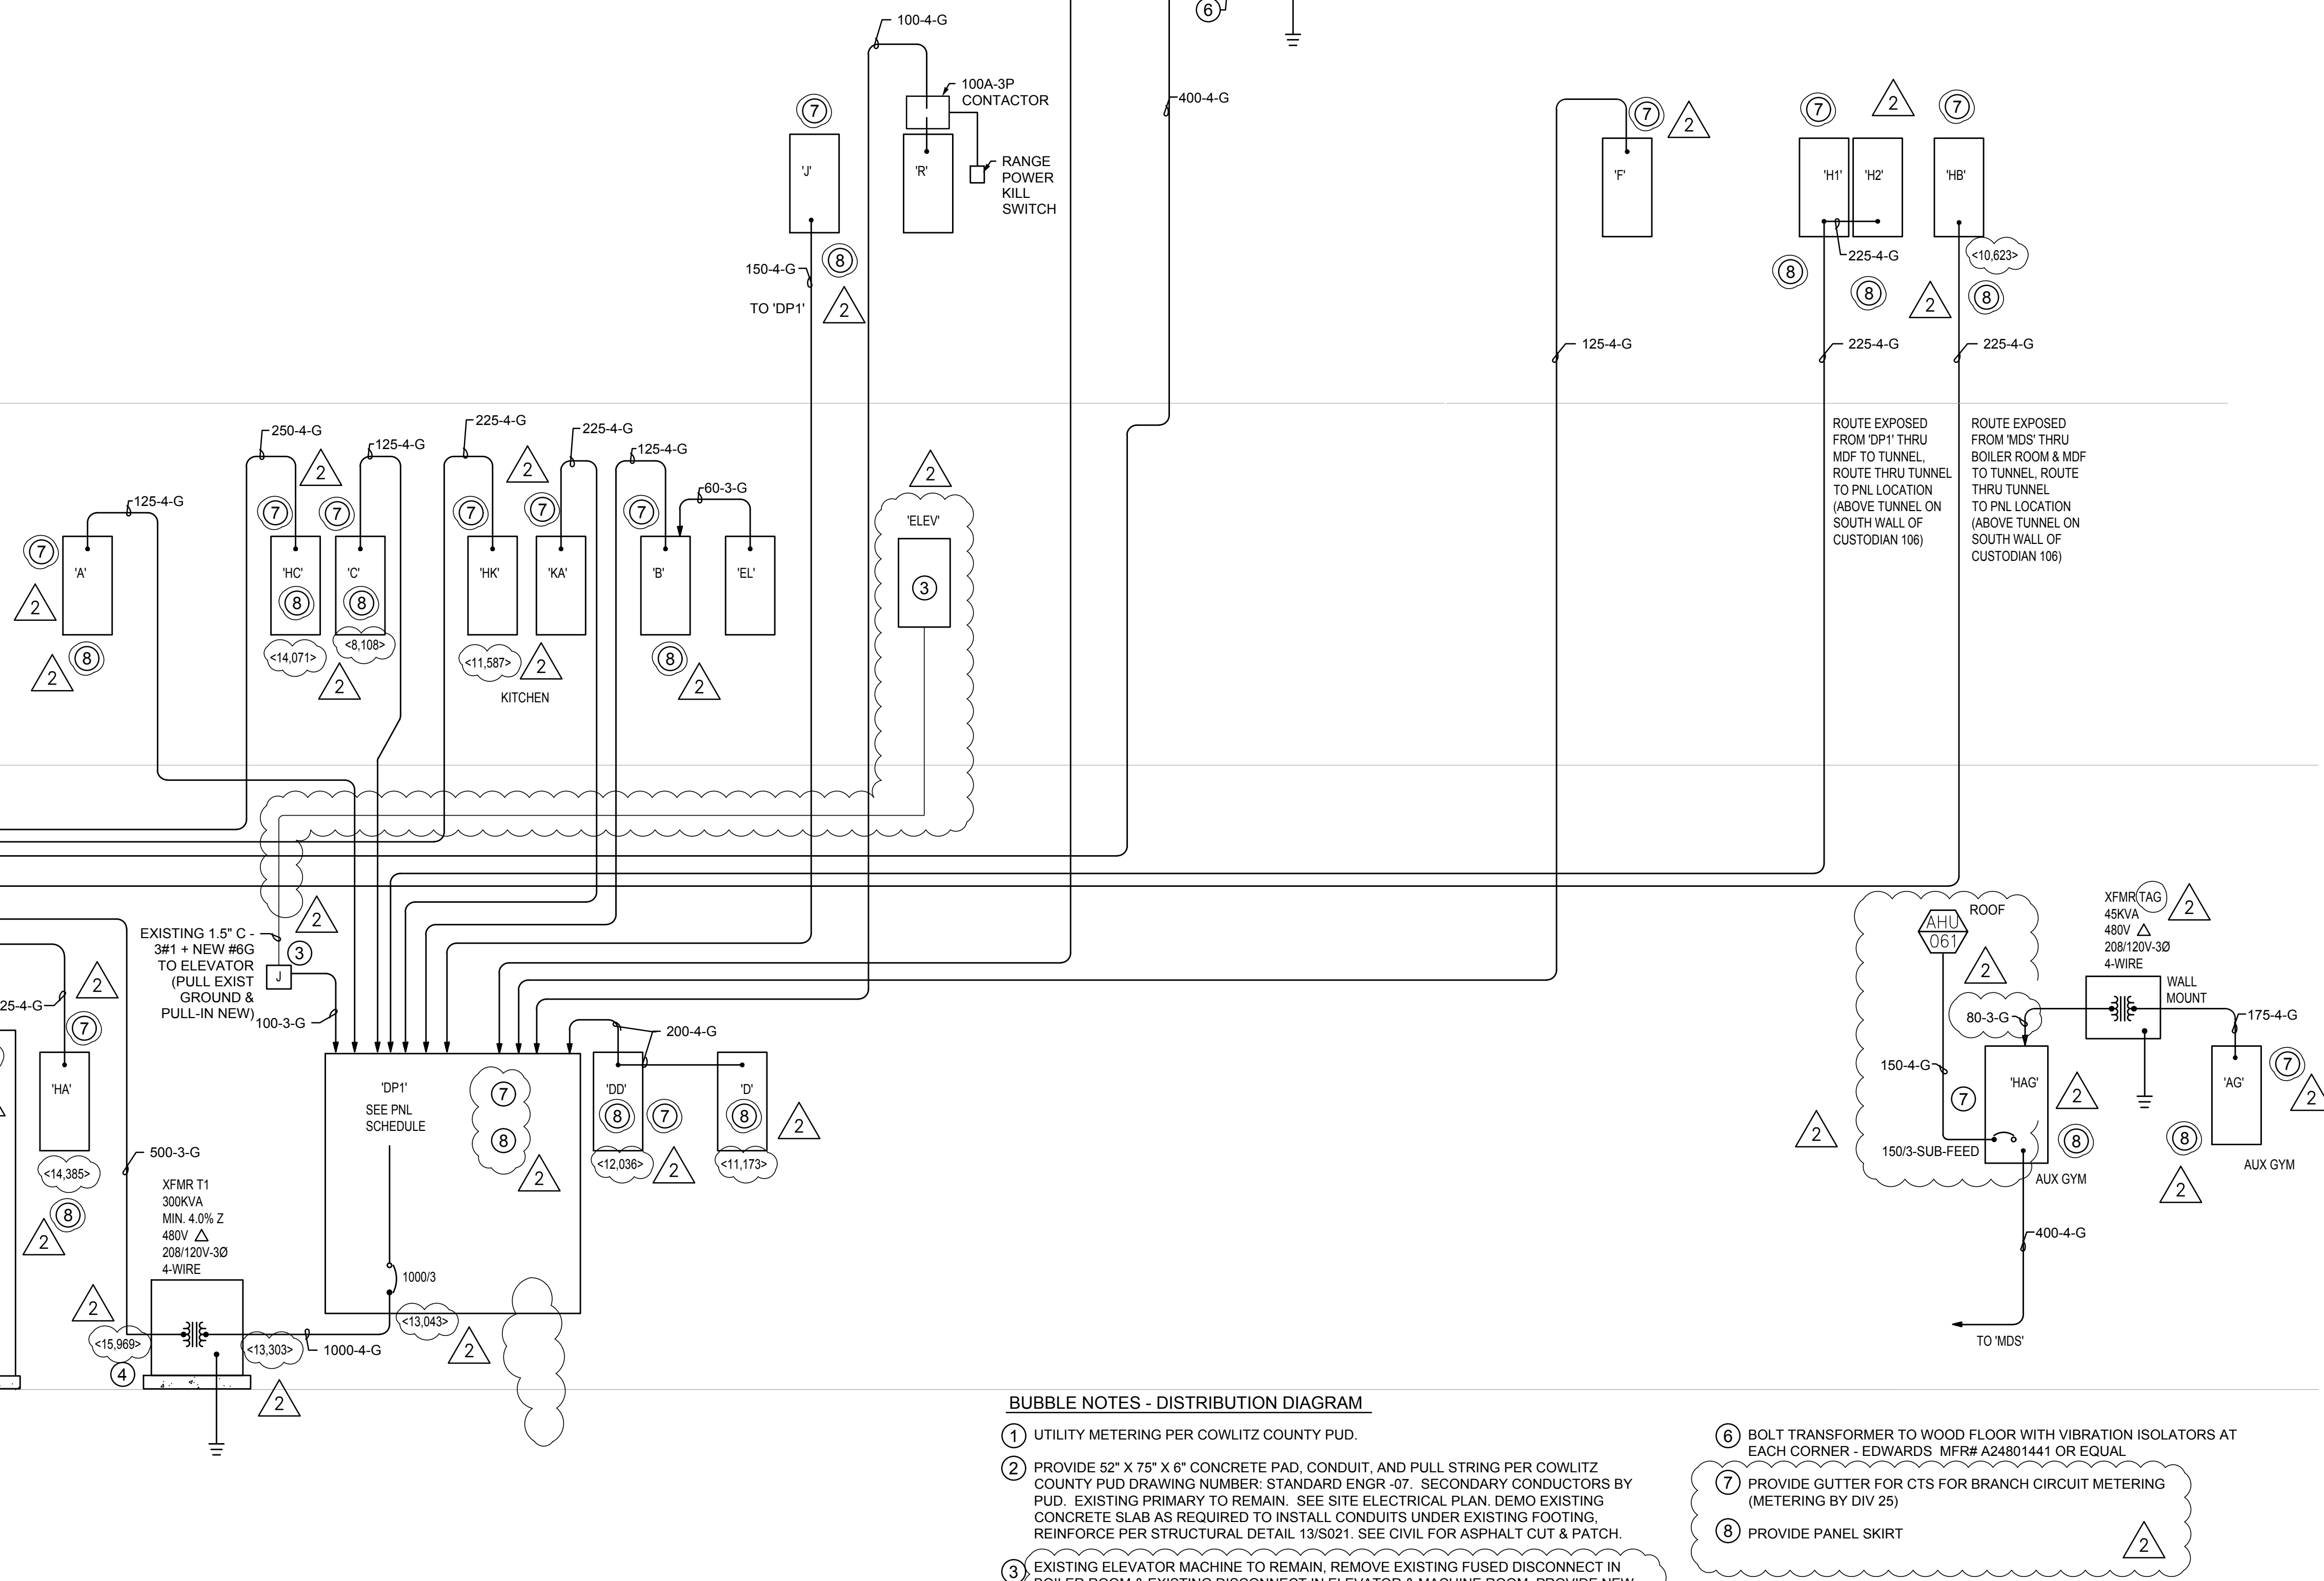 6
100-4-G
100A-3P
CONTACTOR
400-4-G
7
'J'
'R'
RANGE
POWER
KILL
SWITCH
150-4-G
8
TO 'DP1'
2
7
2
'F'
125-4-G
7
2
7
'H1'
'H2'
'HB'
225-4-G
<10,623>
8
8
2
8
225-4-G
225-4-G
ROUTE EXPOSED
FROM 'DP1' THRU
MDF TO TUNNEL,
ROUTE THRU TUNNEL
TO PNL LOCATION
(ABOVE TUNNEL ON
SOUTH WALL OF
CUSTODIAN 106)
ROUTE EXPOSED
FROM 'MDS' THRU
BOILER ROOM & MDF
TO TUNNEL, ROUTE
THRU TUNNEL
TO PNL LOCATION
(ABOVE TUNNEL ON
SOUTH WALL OF
CUSTODIAN 106)
125-4-G
7
'A'
2
2
8
250-4-G
2
125-4-G
7
7
'HC'
'C'
8
8
<14,071>
<8,108>
2
225-4-G
2
225-4-G
7
7
'HK'
'KA'
<11,587>
2
KITCHEN
125-4-G
60-3-G
7
'B'
'EL'
8
2
2
'ELEV'
3
EXISTING 1.5" C -
3#1 + NEW #6G
TO ELEVATOR
(PULL EXIST
GROUND &
PULL-IN NEW)
2
3
J
100-3-G
25-4-G
2
7
'HA'
<14,385>
8
2
500-3-G
XFMR T1
300KVA
MIN. 4.0% Z
480V
208/120V-3Ø
4-WIRE
2
<15,969>
4
<13,303>
2
1000-4-G
'DP1'
SEE PNL
SCHEDULE
7
8
2
1000/3
<13,043>
2
200-4-G
'DD'
8
7
'D'
8
2
<12,036>
2
<11,173>
AHU
061
ROOF
2
80-3-G
150-4-G
7
'HAG'
2
2
150/3-SUB-FEED
8
AUX GYM
400-4-G
TO 'MDS'
XFMR TAG
45KVA
480V
208/120V-3Ø
4-WIRE
2
WALL
MOUNT
175-4-G
7
'AG'
2
8
2
AUX GYM
BUBBLE NOTES - DISTRIBUTION DIAGRAM
1 UTILITY METERING PER COWLITZ COUNTY PUD.
2 PROVIDE 52" X 75" X 6" CONCRETE PAD, CONDUIT, AND PULL STRING PER COWLITZ
COUNTY PUD DRAWING NUMBER: STANDARD ENGR -07. SECONDARY CONDUCTORS BY
PUD. EXISTING PRIMARY TO REMAIN. SEE SITE ELECTRICAL PLAN. DEMO EXISTING
CONCRETE SLAB AS REQUIRED TO INSTALL CONDUITS UNDER EXISTING FOOTING,
REINFORCE PER STRUCTURAL DETAIL 13/S021. SEE CIVIL FOR ASPHALT CUT & PATCH.
3 EXISTING ELEVATOR MACHINE TO REMAIN, REMOVE EXISTING FUSED DISCONNECT IN
BOILER ROOM & EXISTING DISCONNECT IN ELEVATOR & MACHINE ROOM. PROVIDE NEW
6 BOLT TRANSFORMER TO WOOD FLOOR WITH VIBRATION ISOLATORS AT
EACH CORNER - EDWARDS MFR# A24801441 OR EQUAL
7 PROVIDE GUTTER FOR CTS FOR BRANCH CIRCUIT METERING
(METERING BY DIV 25)
8 PROVIDE PANEL SKIRT
2